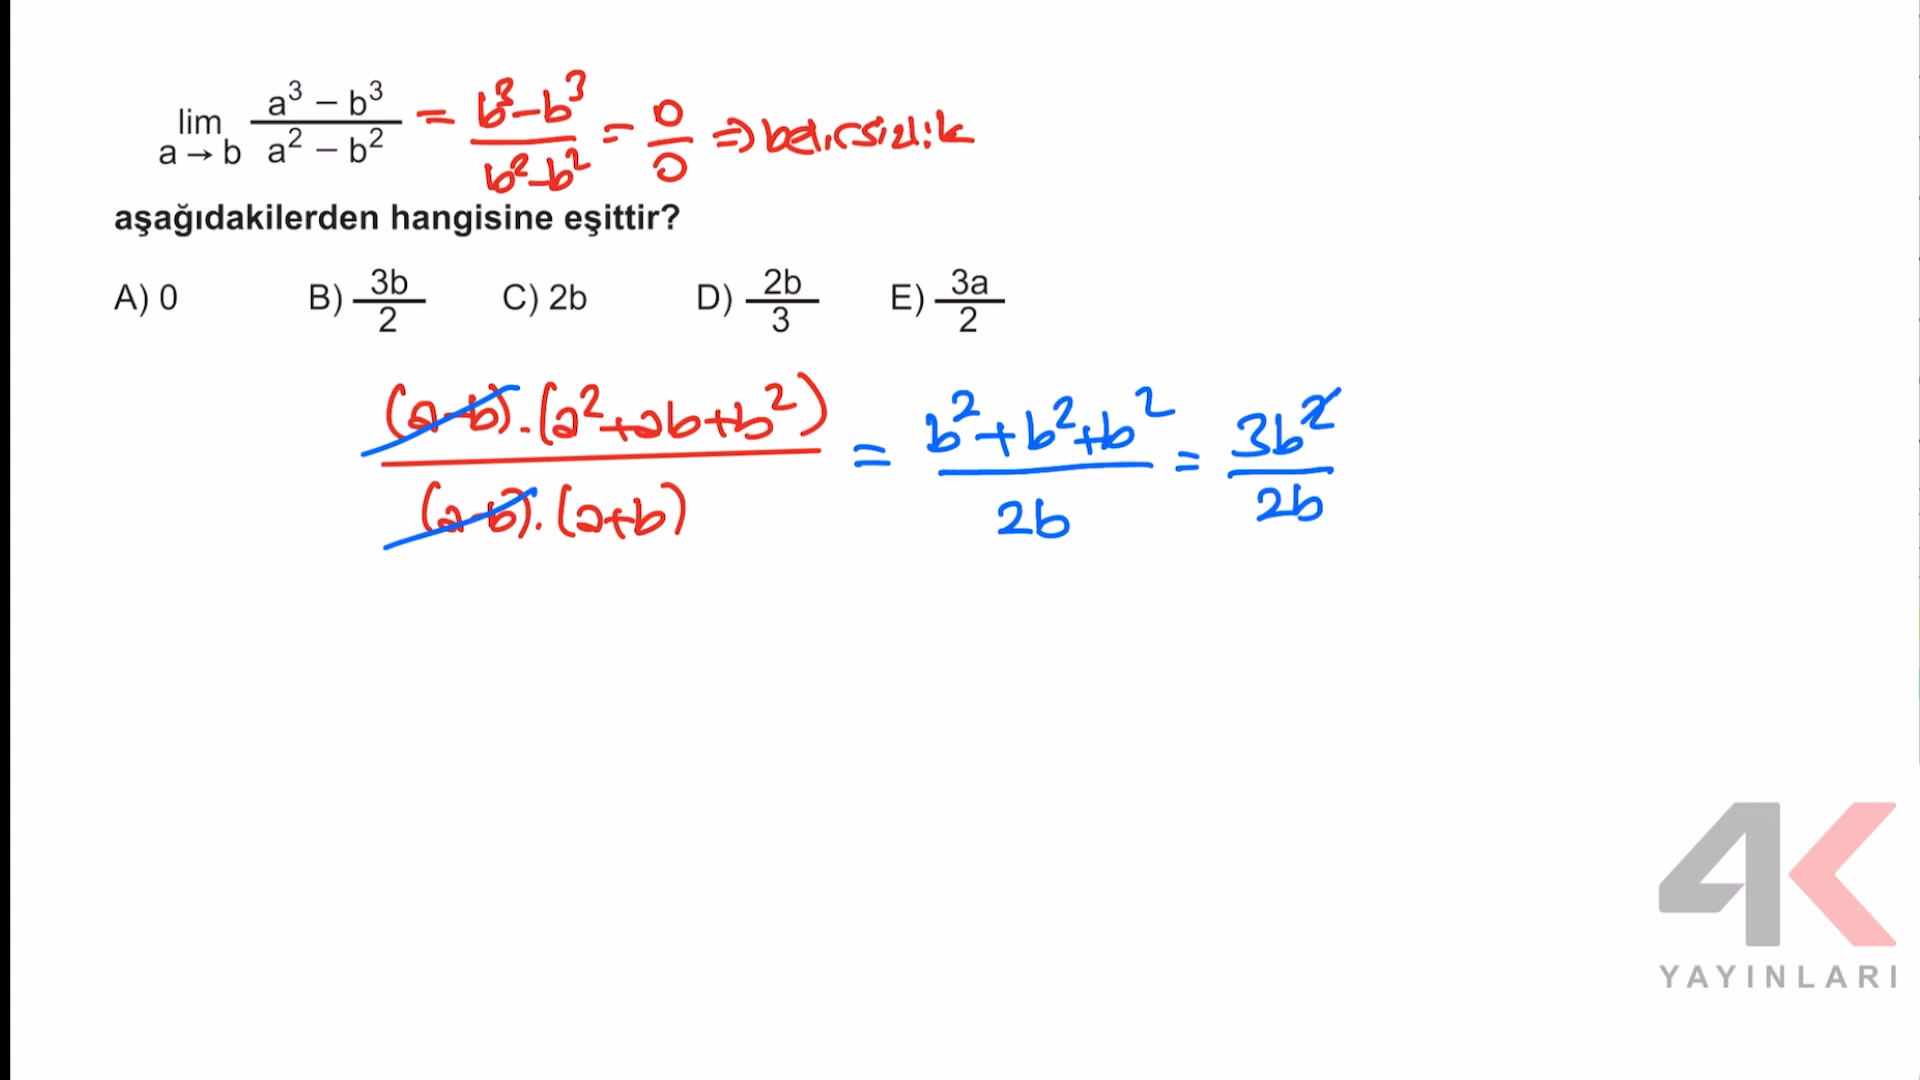 lim a → b (a³ − b³)/(a² − b²) = (b³−b³)/(b²−b²) = 0/0 ⇒ belirsizlik
aşağıdakilerden hangisine eşittir?
A) 0 B) 3b/2 C) 2b D) 2b/3 E) 3a/2
(a−b).(a²+ab+b²)/(a−b).(a+b) = (b²+b²+b²)/2b = 3b²/2b
4K
YAYINLARI